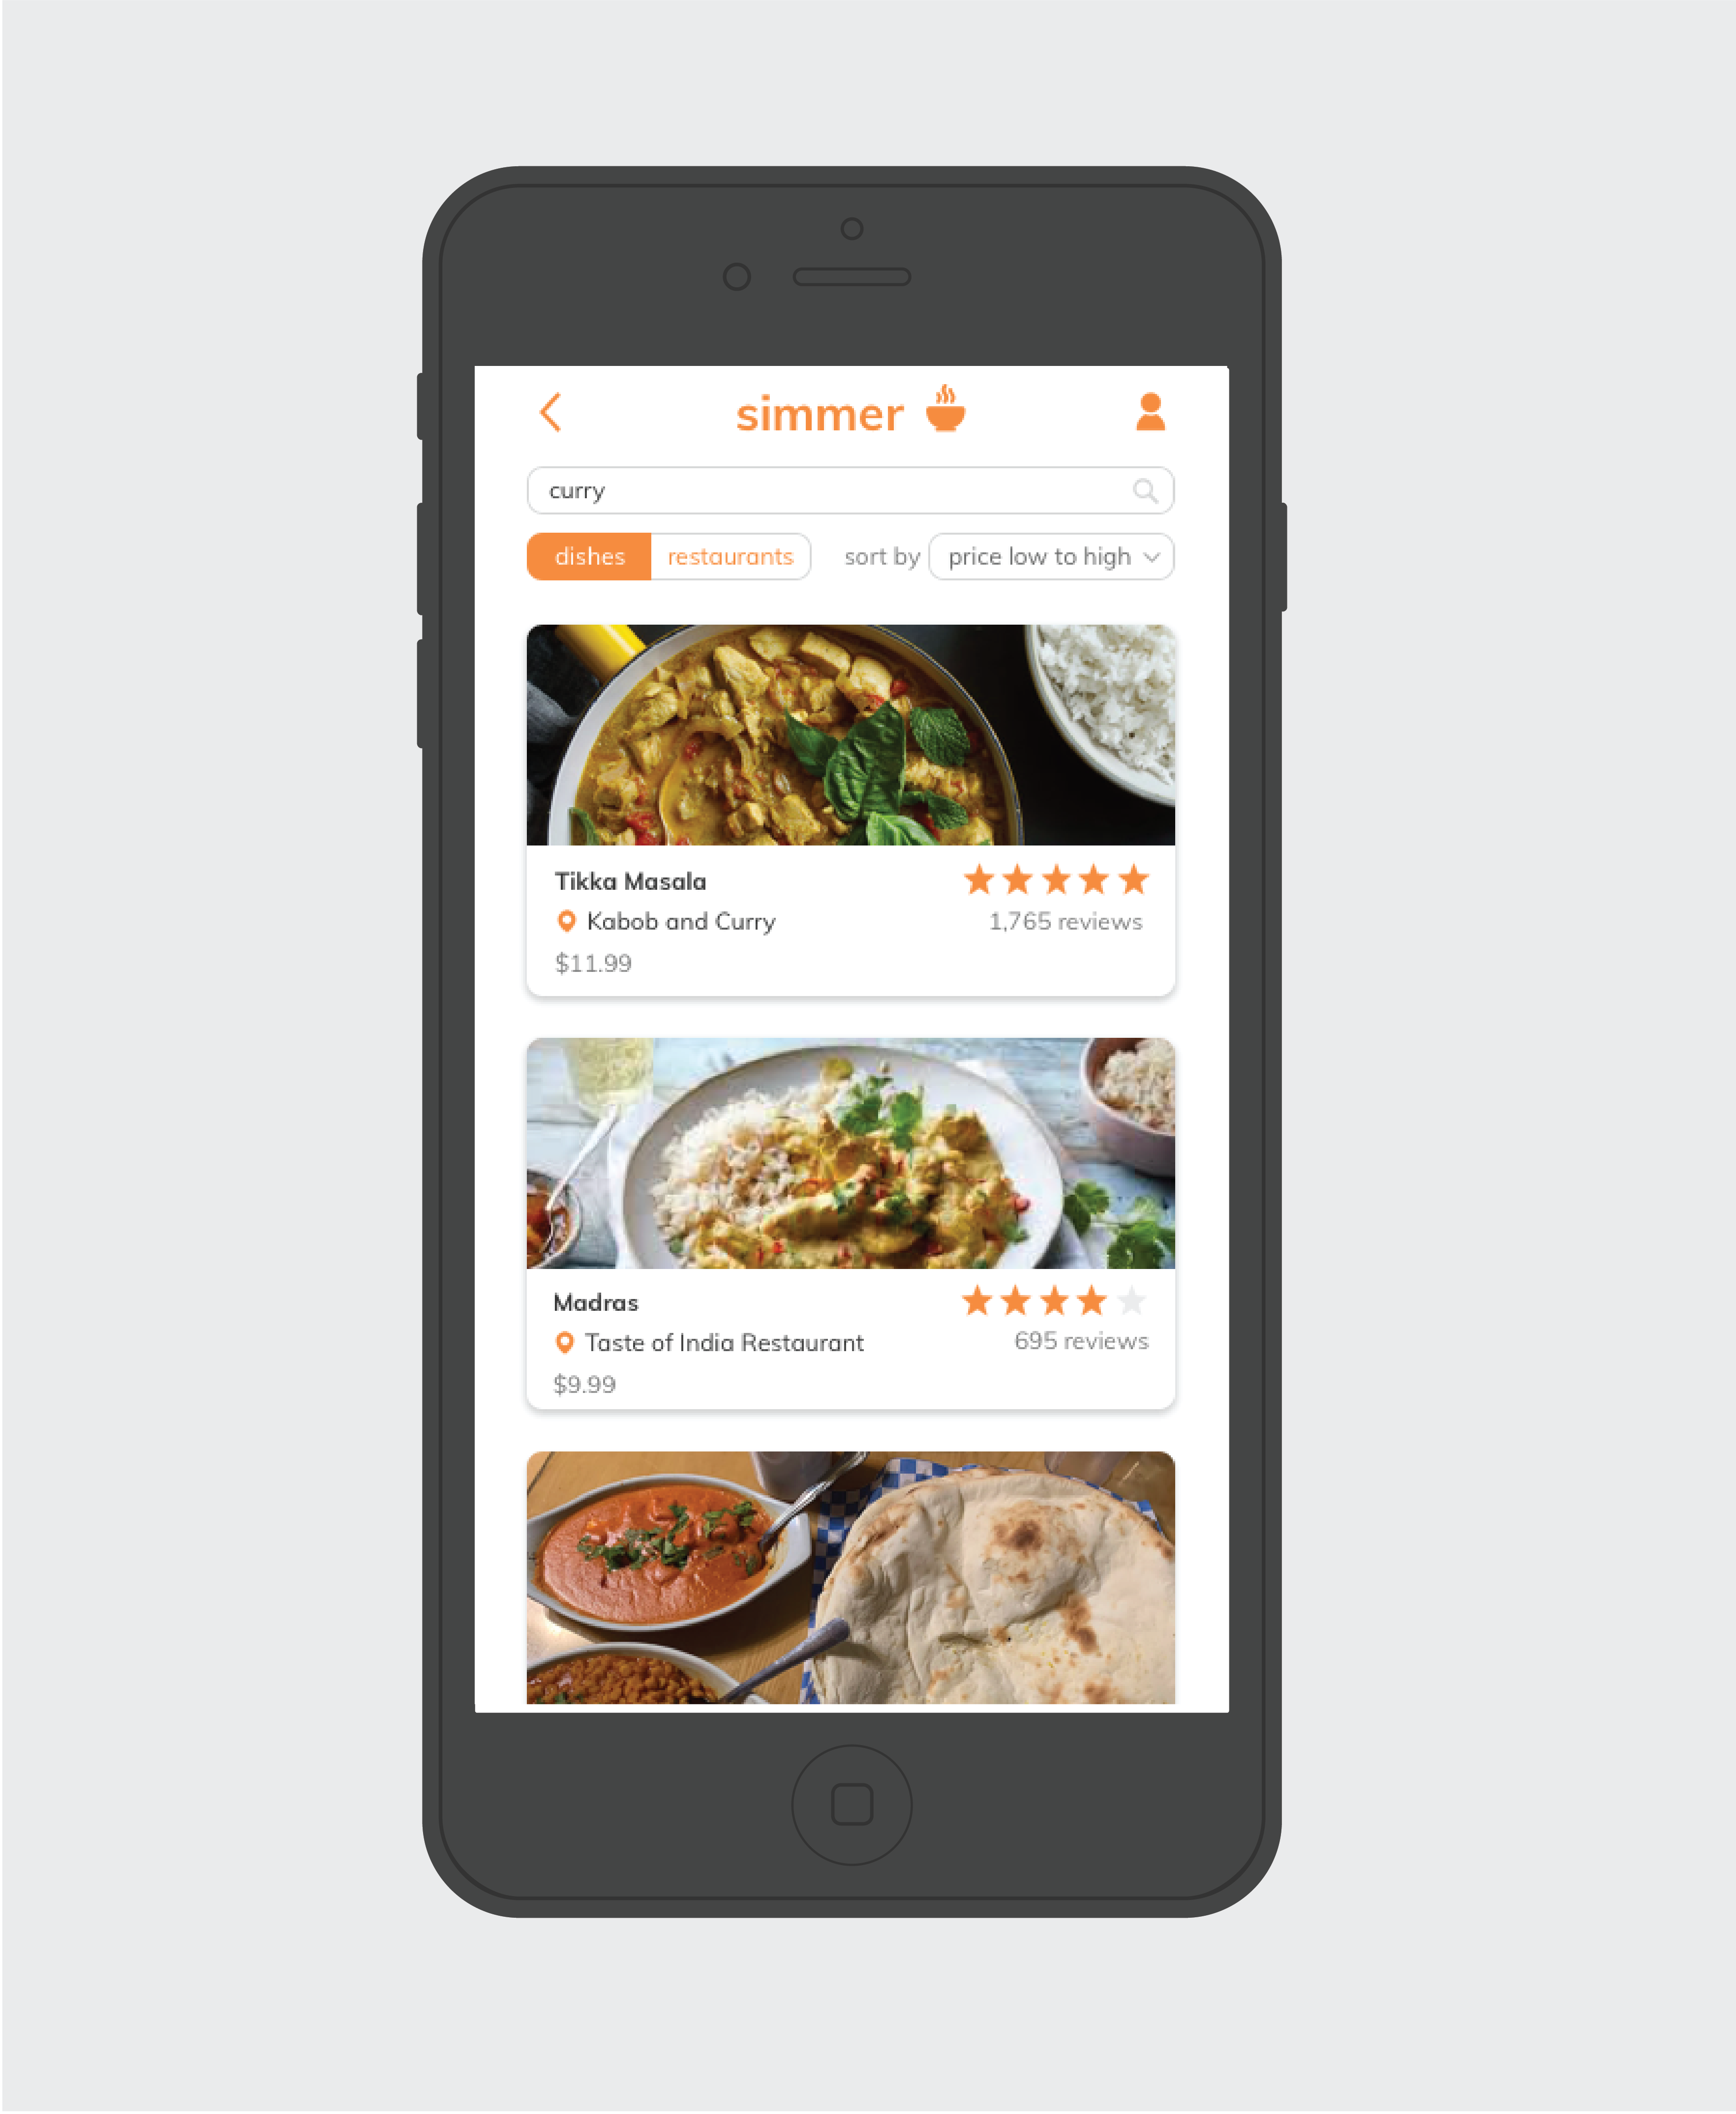 simmer
curry
dishes restaurants sort by price low to high
Tikka Masala
Kabob and Curry 1,765 reviews
$11.99
Madras
Taste of India Restaurant 695 reviews
$9.99